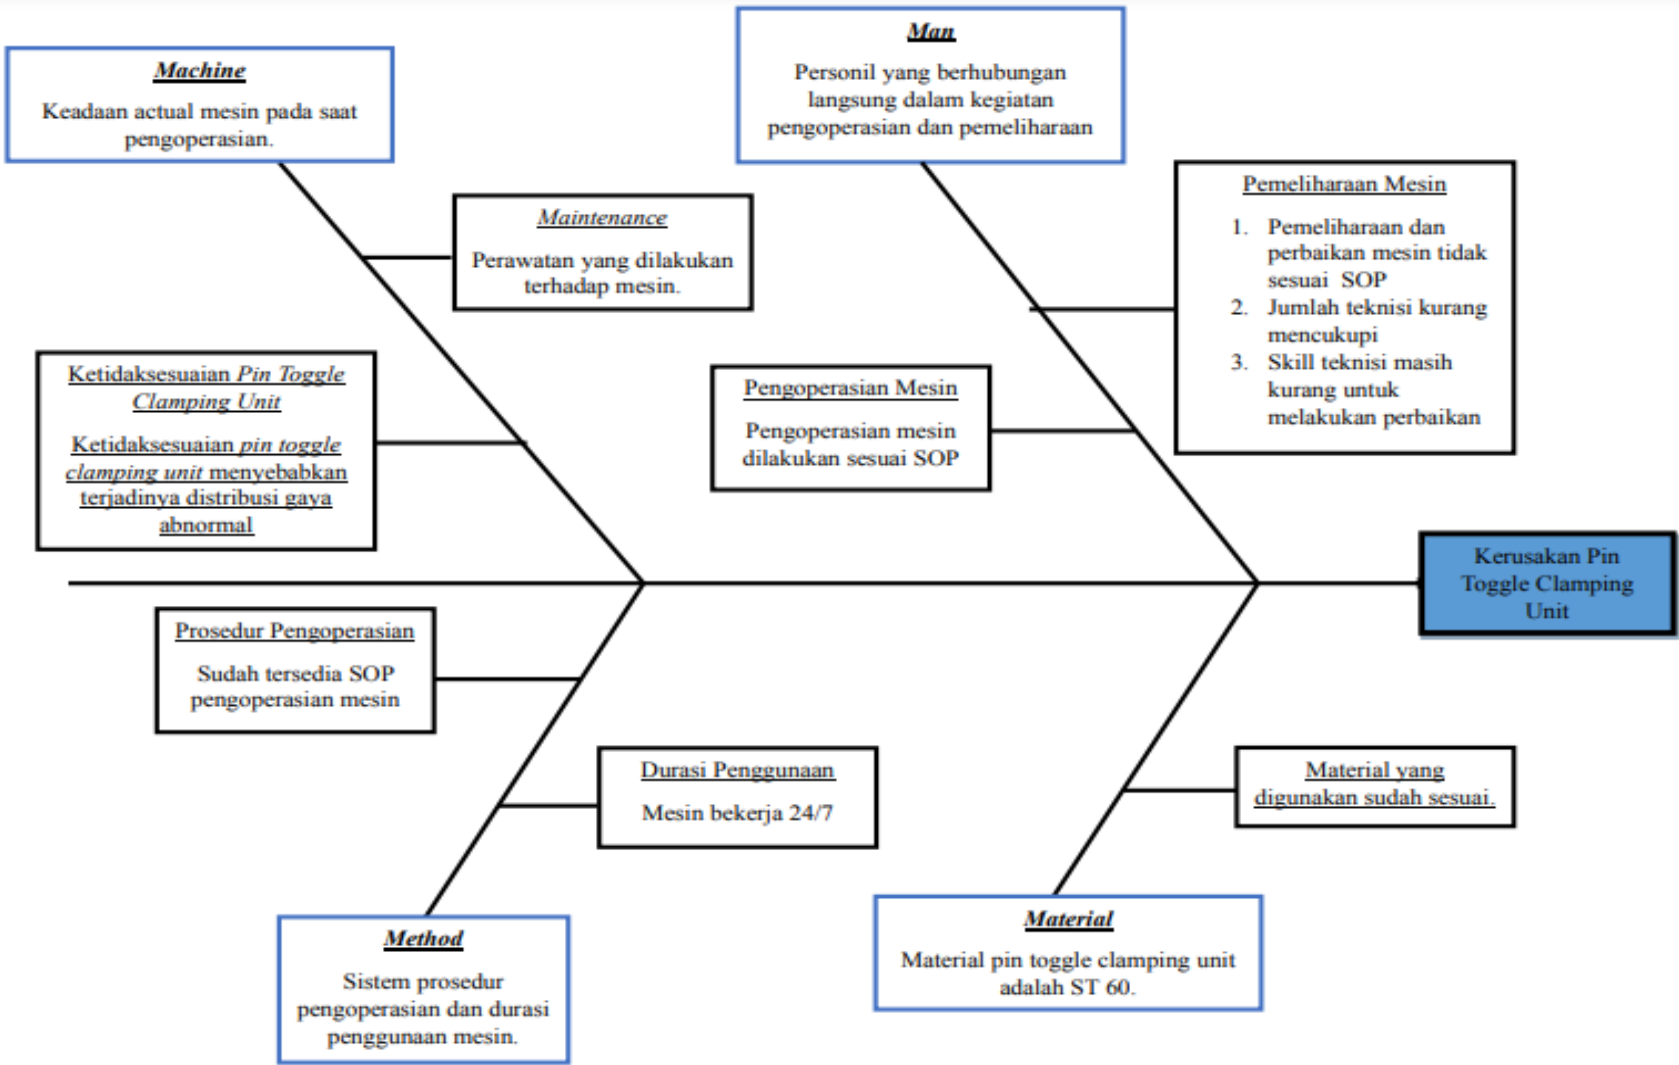 Machine
Keadaan actual mesin pada saat
pengoperasian.
Man
Personil yang berhubungan
langsung dalam kegiatan
pengoperasian dan pemeliharaan
Maintenance
Perawatan yang dilakukan
terhadap mesin.
Pemeliharaan Mesin
1. Pemeliharaan dan
perbaikan mesin tidak
sesuai SOP
2. Jumlah teknisi kurang
mencukupi
3. Skill teknisi masih
kurang untuk
melakukan perbaikan
Ketidaksesuaian Pin Toggle
Clamping Unit
Ketidaksesuaian pin toggle
clamping unit menyebabkan
terjadinya distribusi gaya
abnormal
Pengoperasian Mesin
Pengoperasian mesin
dilakukan sesuai SOP
Kerusakan Pin
Toggle Clamping
Unit
Prosedur Pengoperasian
Sudah tersedia SOP
pengoperasian mesin
Durasi Penggunaan
Mesin bekerja 24/7
Material yang
digunakan sudah sesuai.
Method
Sistem prosedur
pengoperasian dan durasi
penggunaan mesin.
Material
Material pin toggle clamping unit
adalah ST 60.